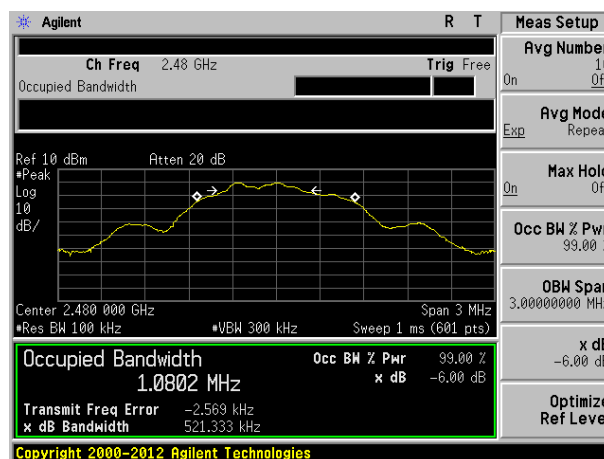 Agilent R T
Ch Freq 2.48 GHz Trig Free
Occupied Bandwidth
Ref 10 dBm Atten 20 dB
#Peak
Log
10
dB/
Center 2.480 000 GHz Span 3 MHz
#Res BW 100 kHz #VBW 300 kHz Sweep 1 ms (601 pts)
Occupied Bandwidth
1.0802 MHz
Occ BW % Pwr 99.00 %
x dB -6.00 dB
Transmit Freq Error -2.569 kHz
x dB Bandwidth 521.333 kHz
Copyright 2000-2012 Agilent Technologies
Meas Setup
Avg Number
On
Avg Mode
Exp Repea
Max Hold
On Of
Occ BW % Pwr
99.00
OBW Span
3.00000000 MH
x dB
-6.00 dB
Optimize
Ref Level